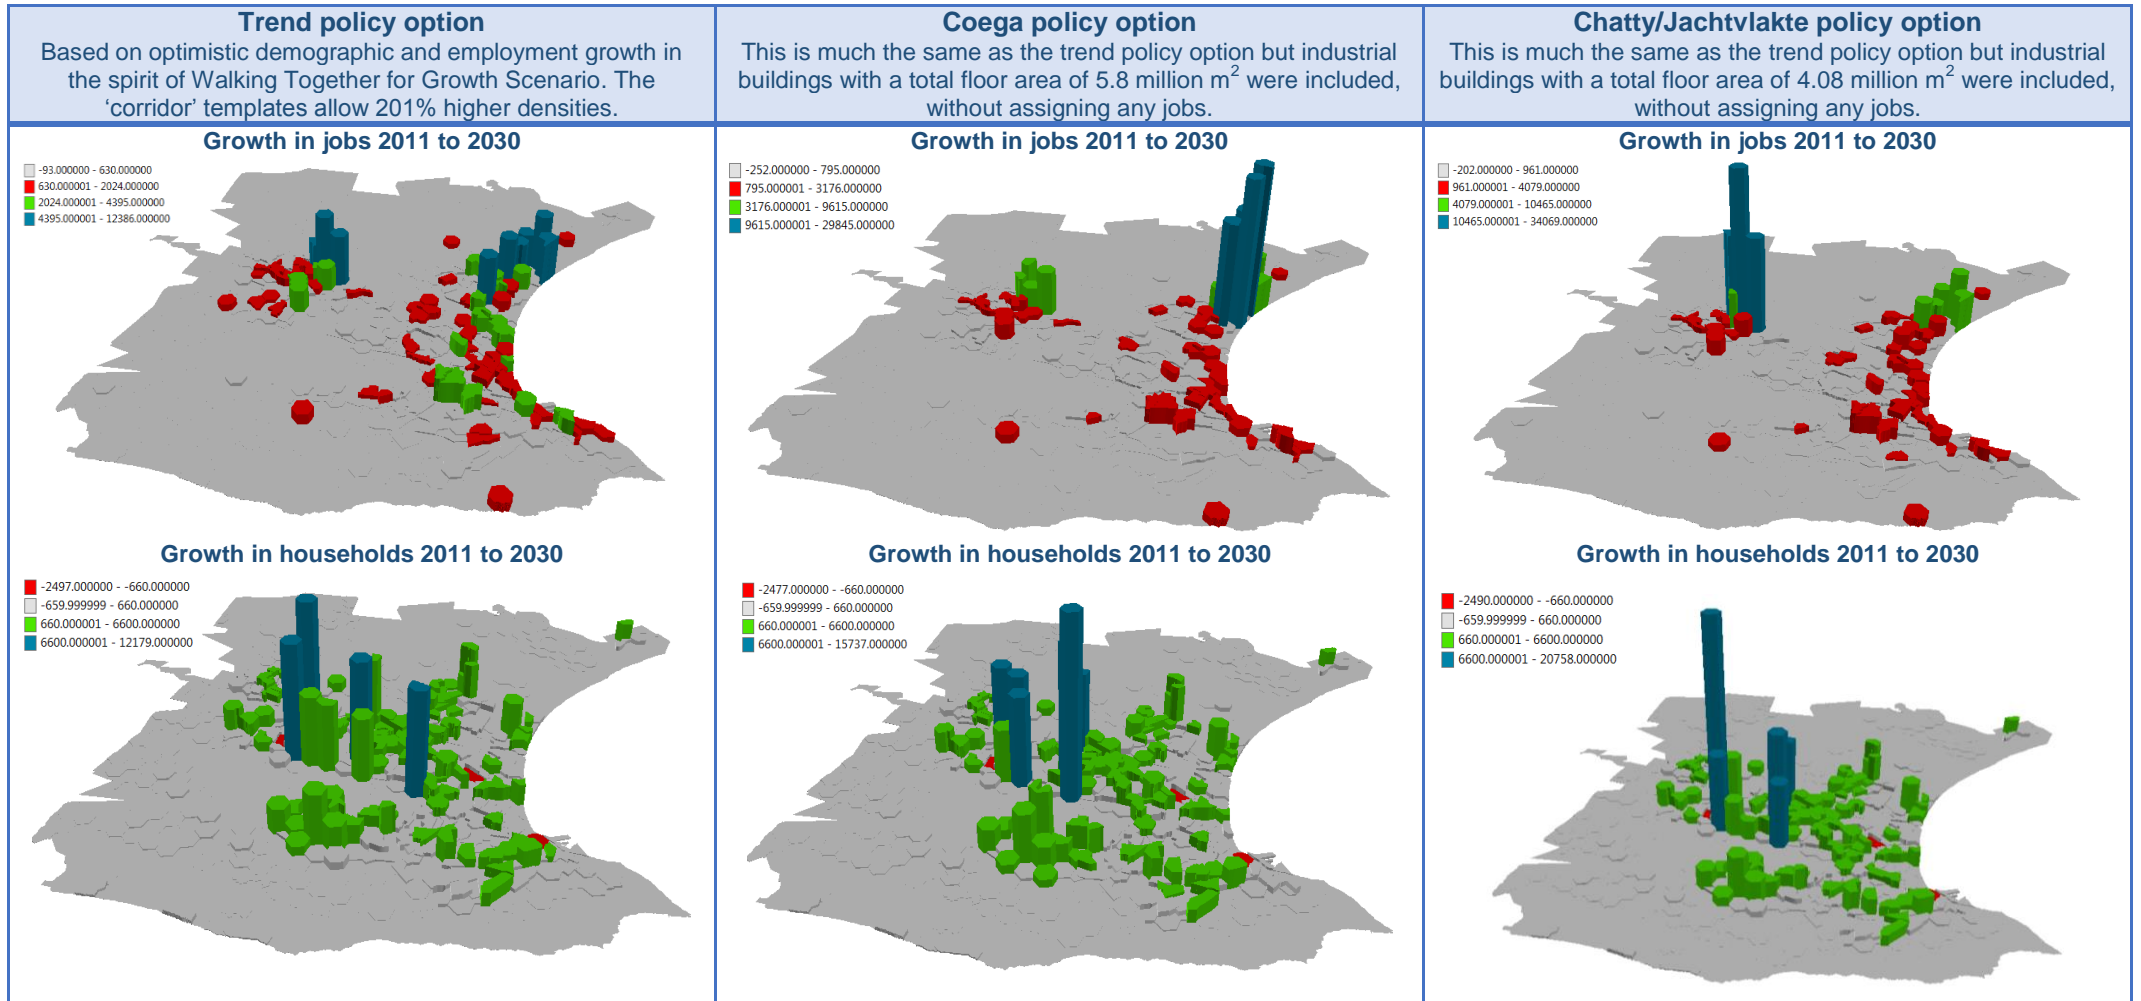 Trend policy option
Based on optimistic demographic and employment growth in
the spirit of Walking Together for Growth Scenario. The
‘corridor’ templates allow 201% higher densities.
Growth in jobs 2011 to 2030
-93.000000 - 630.000000
630.000001 - 2024.000000
2024.000001 - 4395.000000
4395.000001 - 12386.000000
Growth in households 2011 to 2030
-2497.000000 - -660.000000
-659.999999 - 660.000000
660.000001 - 6600.000000
6600.000001 - 12179.000000
Coega policy option
This is much the same as the trend policy option but industrial
buildings with a total floor area of 5.8 million m² were included,
without assigning any jobs.
Growth in jobs 2011 to 2030
-252.000000 - 795.000000
795.000001 - 3176.000000
3176.000001 - 9615.000000
9615.000001 - 29845.000000
Growth in households 2011 to 2030
-2477.000000 - -660.000000
-659.999999 - 660.000000
660.000001 - 6600.000000
6600.000001 - 15737.000000
Chatty/Jachtvlakte policy option
This is much the same as the trend policy option but industrial
buildings with a total floor area of 4.08 million m² were included,
without assigning any jobs.
Growth in jobs 2011 to 2030
-202.000000 - 961.000000
961.000001 - 4079.000000
4079.000001 - 10465.000000
10465.000001 - 34069.000000
Growth in households 2011 to 2030
-2490.000000 - -660.000000
-659.999999 - 660.000000
660.000001 - 6600.000000
6600.000001 - 20758.000000